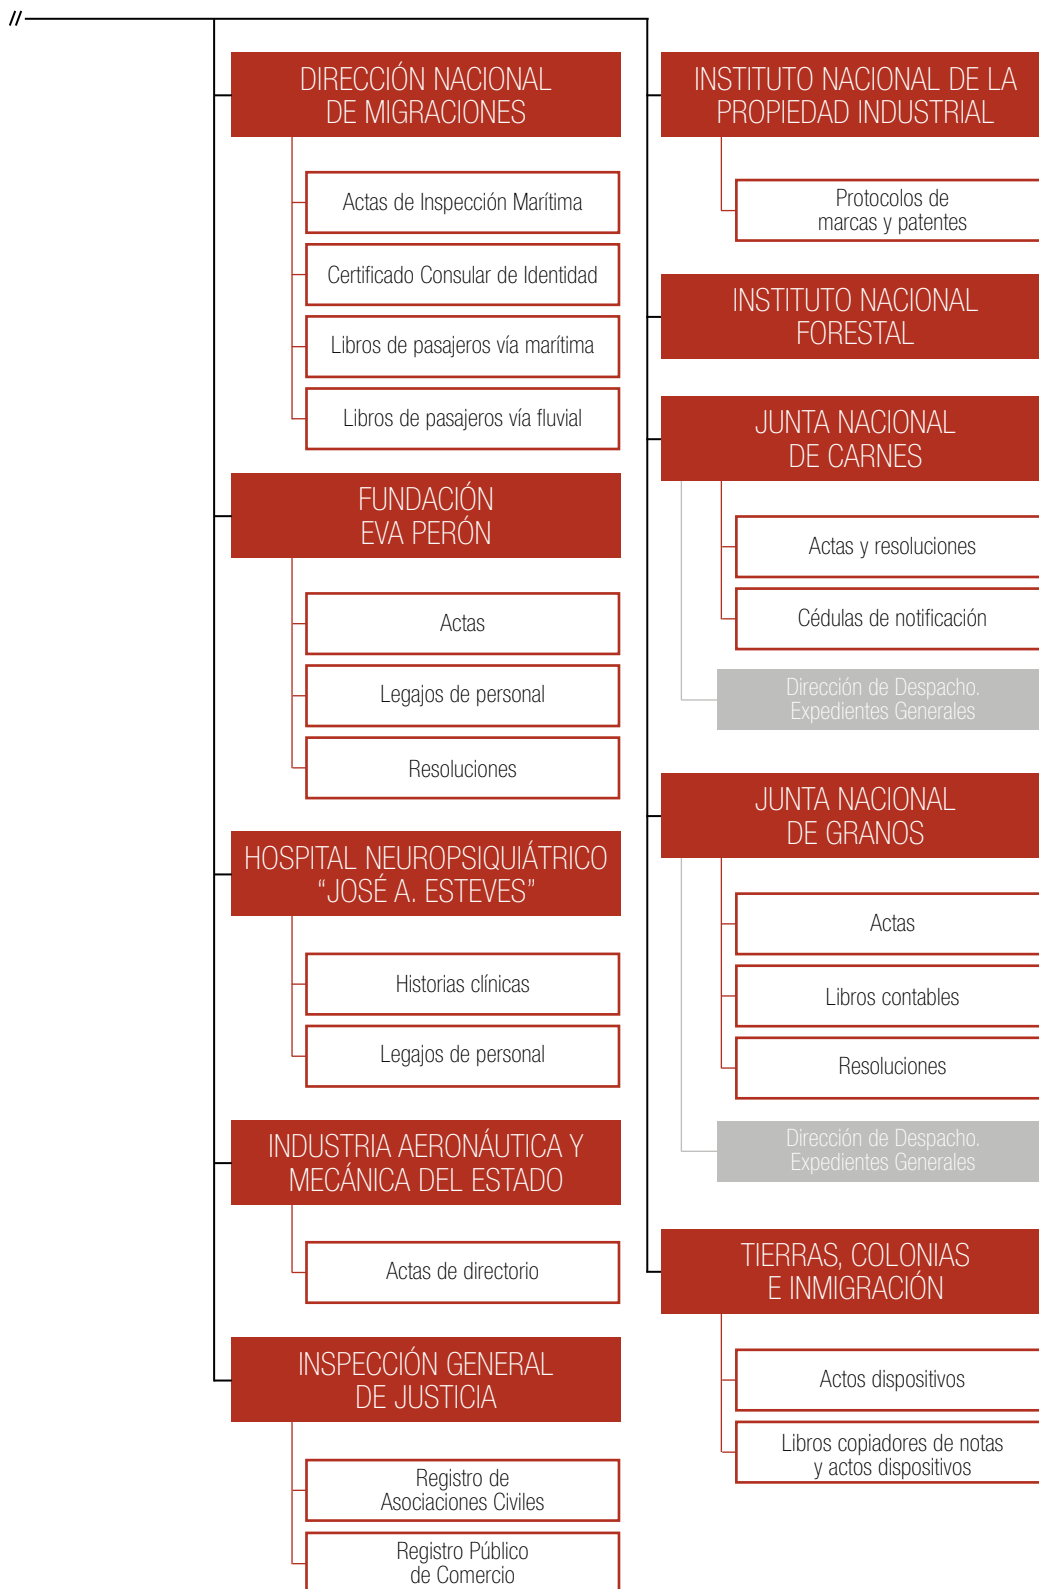 //
DIRECCIÓN NACIONAL
DE MIGRACIONES
Actas de Inspección Marítima
Certificado Consular de Identidad
Libros de pasajeros vía marítima
Libros de pasajeros vía fluvial
FUNDACIÓN
EVA PERÓN
Actas
Legajos de personal
Resoluciones
HOSPITAL NEUROPSIQUIÁTRICO
“JOSÉ A. ESTEVES”
Historias clínicas
Legajos de personal
INDUSTRIA AERONÁUTICA Y
MECÁNICA DEL ESTADO
Actas de directorio
INSPECCIÓN GENERAL
DE JUSTICIA
Registro de
Asociaciones Civiles
Registro Público
de Comercio
INSTITUTO NACIONAL DE LA
PROPIEDAD INDUSTRIAL
Protocolos de
marcas y patentes
INSTITUTO NACIONAL
FORESTAL
JUNTA NACIONAL
DE CARNES
Actas y resoluciones
Cédulas de notificación
Dirección de Despacho.
Expedientes Generales
JUNTA NACIONAL
DE GRANOS
Actas
Libros contables
Resoluciones
Dirección de Despacho.
Expedientes Generales
TIERRAS, COLONIAS
E INMIGRACIÓN
Actos dispositivos
Libros copiadores de notas
y actos dispositivos